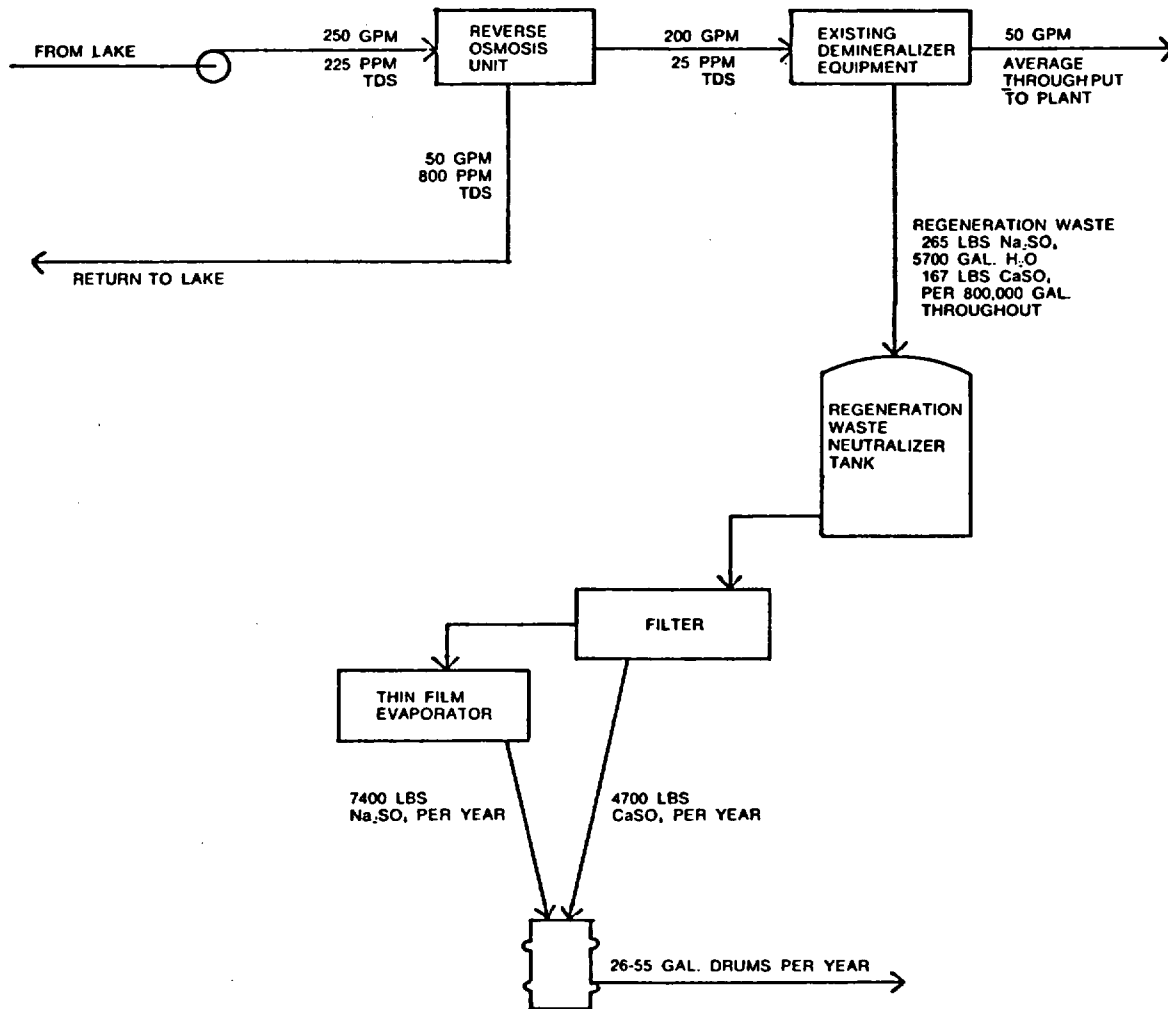 FROM LAKE
250 GPM
225 PPM
TDS
REVERSE
OSMOSIS
UNIT
200 GPM
25 PPM
TDS
EXISTING
DEMINERALIZER
EQUIPMENT
50 GPM
AVERAGE
THROUGHPUT
TO PLANT
50 GPM
800 PPM
TDS
RETURN TO LAKE
REGENERATION WASTE
265 LBS Na₂SO₄
5700 GAL. H₂O
167 LBS CaSO₄
PER 800,000 GAL.
THROUGHOUT
REGENERATION
WASTE
NEUTRALIZER
TANK
FILTER
THIN FILM
EVAPORATOR
7400 LBS
Na₂SO₄ PER YEAR
4700 LBS
CaSO₄ PER YEAR
26-55 GAL. DRUMS PER YEAR